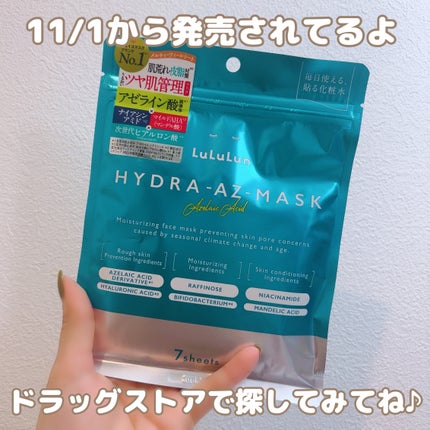 11/1から発売されてるよ
No.1
肌荒れ
ツヤ肌管理
アゼライン酸
ナイアシン
アミド
次世代ヒアルロン酸
毎日使える、
貼る化粧水
LuLuLun
HYDRA-AZ-MASK
Azelaic Acid
Moisturizing face mask preventing skin pore concerns
caused by seasonal climate change and age.
Rough skin
Prevention Ingredients
Moisturizing
Ingredients
Skin conditioning
Ingredients
AZELAIC ACID
DERIVATIVE
HYALURONIC ACID
RAFFINOSE
BIFIDOBACTERIUM
NIACINAMIDE
MANDELIC ACID
7sheets
ドラッグストアで探してみてね♪